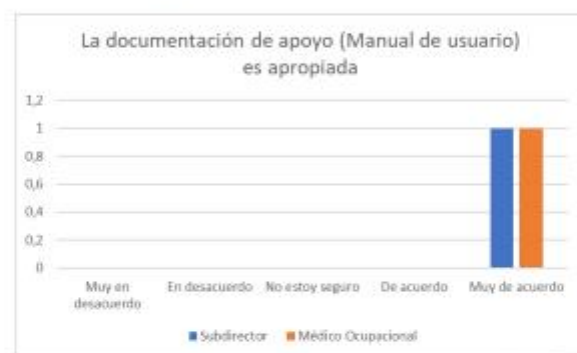 La documentación de apoyo (Manual de usuario)
es apropiada
1,2
1
0,8
0,6
0,4
0,2
0
Muy en
desacuerdo
En desacuerdo
No estoy seguro
De acuerdo
Muy de acuerdo
Subdirector
Médico Ocupacional